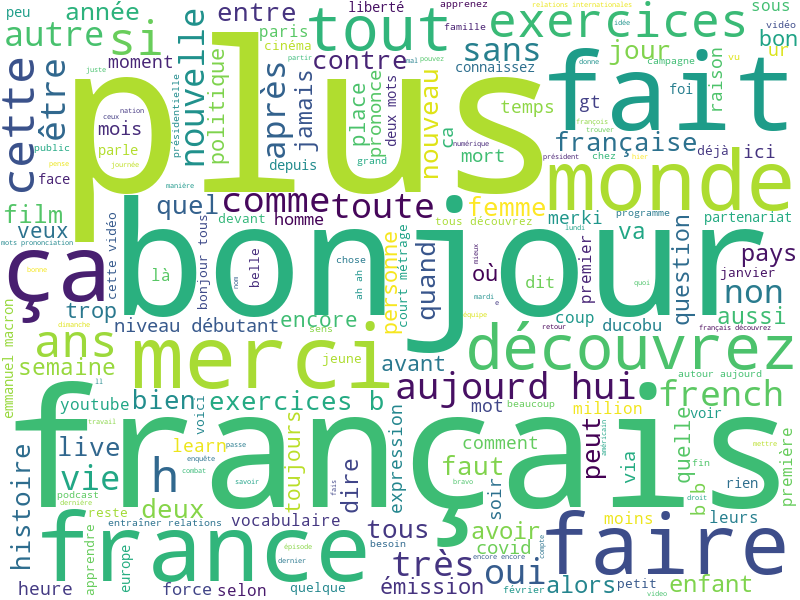 peu
année
entre
liberté
apprenez
relations internationales
sous
autre
si
paris
tout
famille
idée
vidéo
exercices
bon
moment
cinéma
contre
sans
jour
campagne
vu
ur
cette
être
plus
nouvelle
politique
après
jamais
partir
mal
pouvez
connaissez
fait
donne
foi
raison
juste
présidentielle
place
prononce
deux mots
nouveau
temps
gt
française
françois
trouver
déjà
ici
nation
ceux
mois
parle
public
journée
pense
face
depuis
grand
ça
mort
numérique
président
chez
hier
monde
manière
film
quel
comme
toute
femme
merki
programme
partenariat
veux
devant
homme
tous découvrez
va
mots prononciation
cette vidéo
bonjour
bonjour tous
belle
non
là
bonne
chose
ah ah
court métrage
personne
quand
où
mieux
dit
premier
lundi
question
pays
janvier
non
ça
trop
niveau débutant
encore
mardi
e
quoi
coup
ducobu
aussi
équipe
français découvrez
dimanche
ans
semaine
merci
sens
jeune
avant
retour
découvrez
autour aujourd
emmanuel macron
il
aujourd hui
french
youtube
bien
voici
exercices b
mot
beaucoup
million
voir
travail
live
learn
passe
toujours
expression
comment
peut
américain
via
quelle
mettre
première
français
histoire
vie
h
enquête
combat
dire
faut
soir
fin
rien
podcast
dernière
savoir
fais
bravo
b b
droit
reste
deux
avoir
moins
leurs
apprendre
entraîner relations
vocabulaire
tous
covid
compte
france
europe
épisode
besoin
très
encore encore
faire
heure
force
selon
dernier
quelque
émission
oui
février
alors
petit
video
enfant